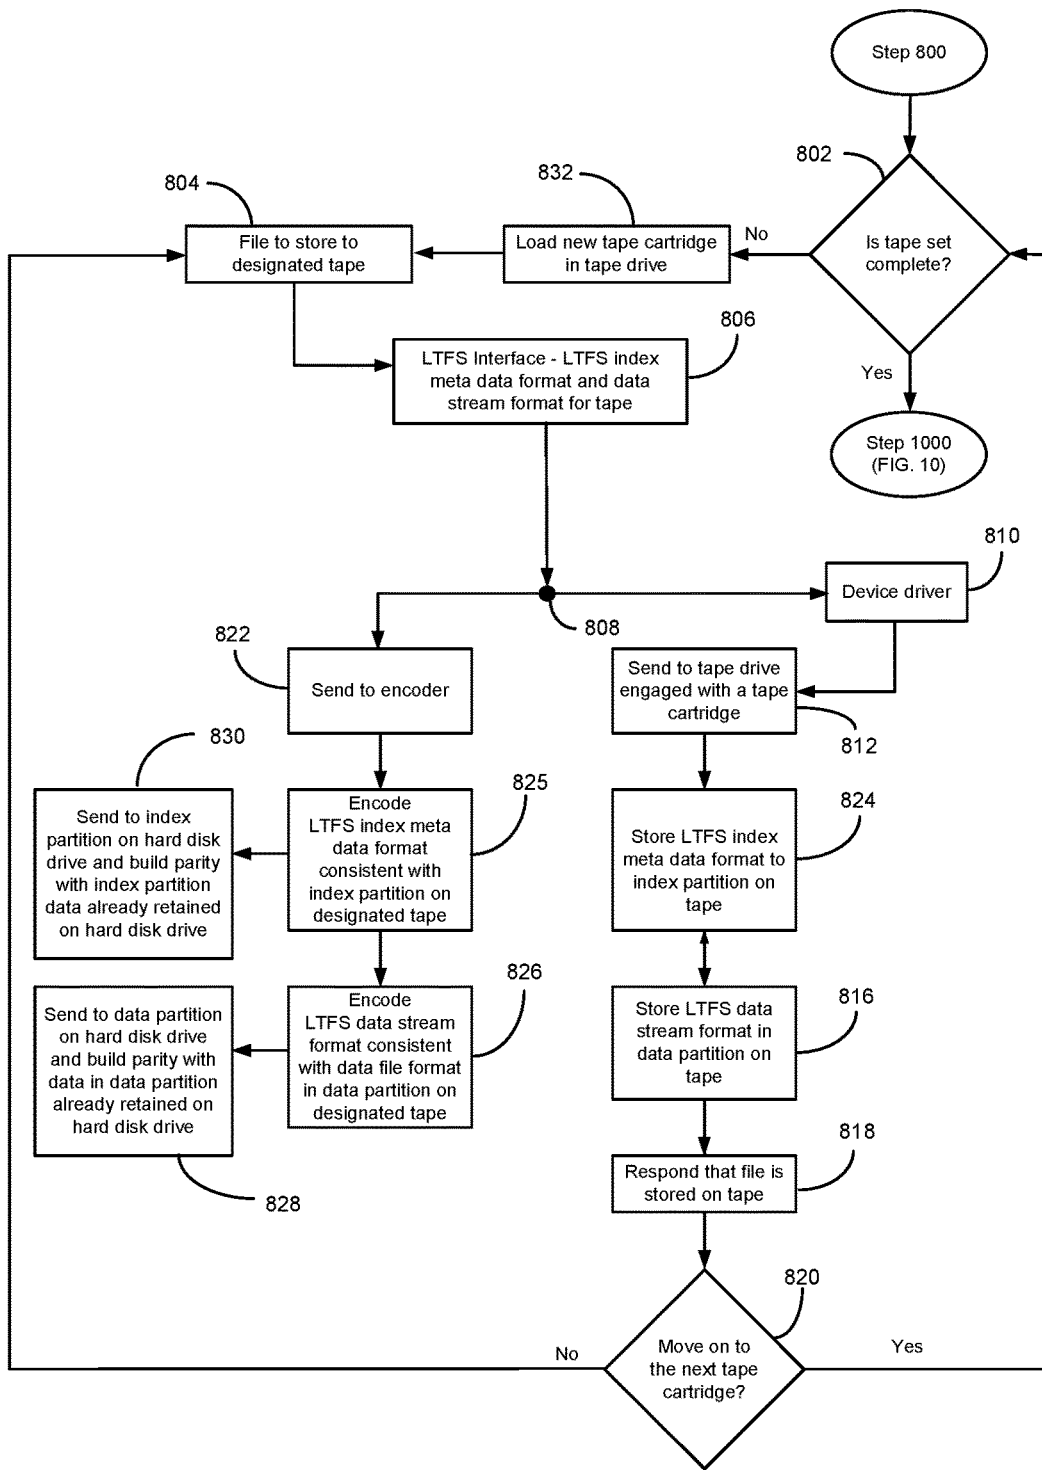 Step 800
802
832
804
No
Is tape set
complete?
Load new tape cartridge
in tape drive
File to store to
designated tape
806
LTFS Interface - LTFS index
meta data format and data
stream format for tape
Yes
Step 1000
(FIG. 10)
810
Device driver
808
822
Send to encoder
Send to tape drive
engaged with a tape
cartridge
812
830
825
824
Send to index
partition on hard disk
drive and build parity
with index partition
data already retained
on hard disk drive
Encode
LTFS index meta
data format
consistent with
index partition on
designated tape
Store LTFS index
meta data format to
index partition on
tape
826
816
Send to data partition
on hard disk drive
and build parity with
data in data partition
already retained on
hard disk drive
Encode
LTFS data stream
format consistent
with data file format
in data partition on
designated tape
Store LTFS data
stream format in
data partition on
tape
828
818
Respond that file is
stored on tape
820
No
Move on to
the next tape
cartridge?
Yes